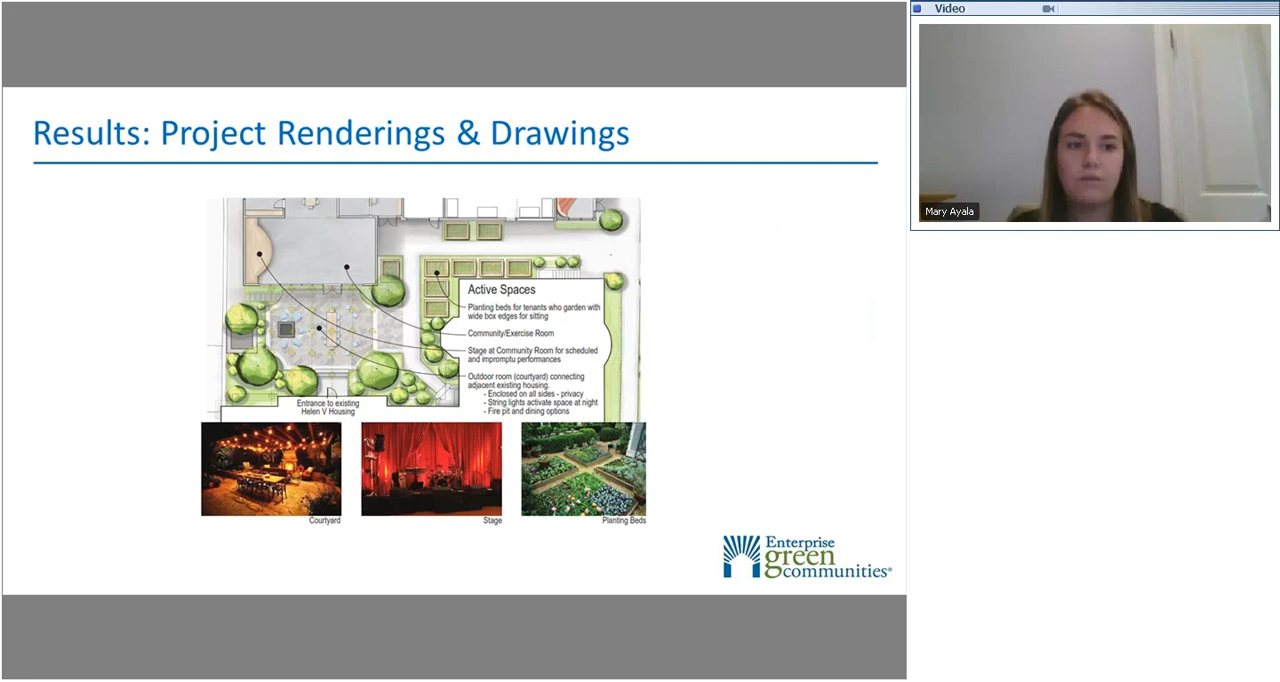 Video
Mary Ayala
Results: Project Renderings & Drawings
Active Spaces
Planting beds for tenants who garden with
wide box edges for sitting
Community/Exercise Room
Stage at Community Room for scheduled
and impromptu performances
Outdoor room (courtyard) connecting
adjacent existing housing.
- Enclosed on all sides - privacy
- String lights activate space at night
- Fire pit and dining options
Entrance to existing
Helen V Housing
Courtyard
Stage
Planting Beds
Enterprise
green
communities®